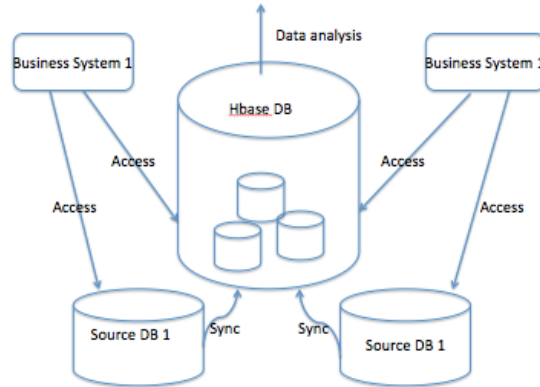 Data analysis
Business System 1
Business System 1
Hbase DB
Access
Access
Access
Access
Sync
Sync
Source DB 1
Source DB 1